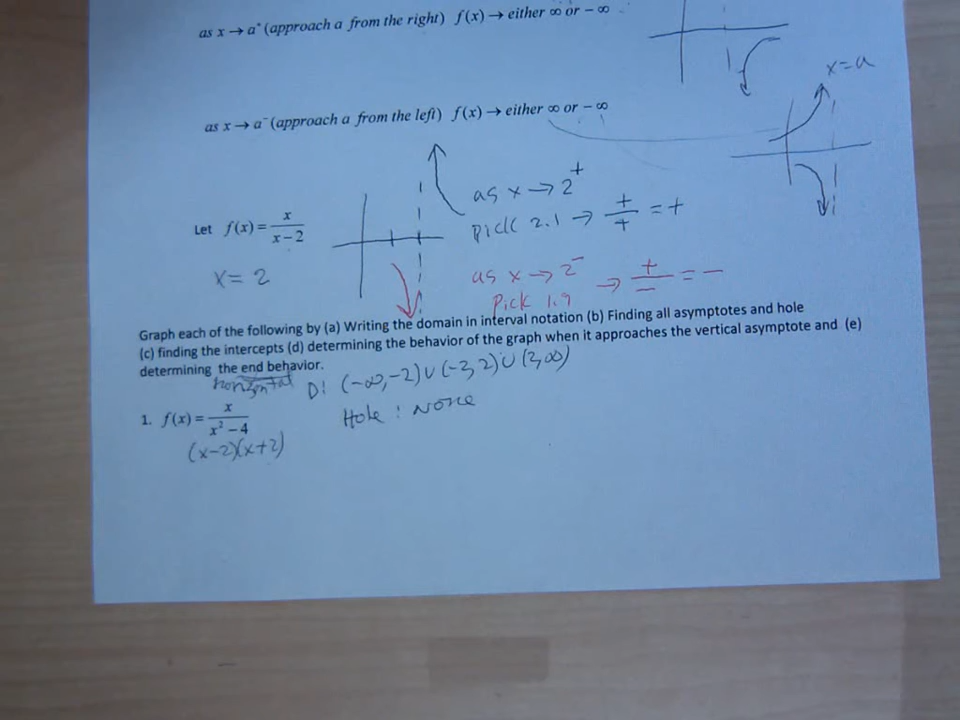 as x → a⁺ (approach a from the right) f(x) → either ∞ or − ∞
x=a
as x → a⁻ (approach a from the left) f(x) → either ∞ or − ∞
as x → 2⁺
Let f(x) = x/(x−2)
pick 2.1 → +/+ = +
x = 2
as x → 2⁻ → +/− = −
pick 1.9
Graph each of the following by (a) Writing the domain in interval notation (b) Finding all asymptotes and hole
(c) finding the intercepts (d) determining the behavior of the graph when it approaches the vertical asymptote and (e)
determining the end behavior.
horizontal D: (-∞,-2) ∪ (-2,2) ∪ (2,∞)
1. f(x) = x/(x²−4)
Hole : none
(x-2)(x+2)